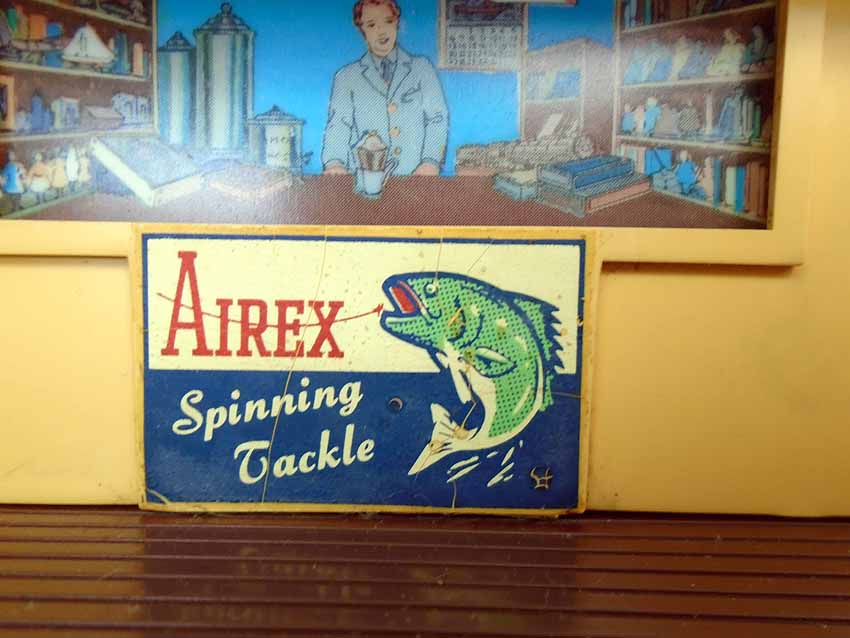 AIREX
Spinning
Tackle